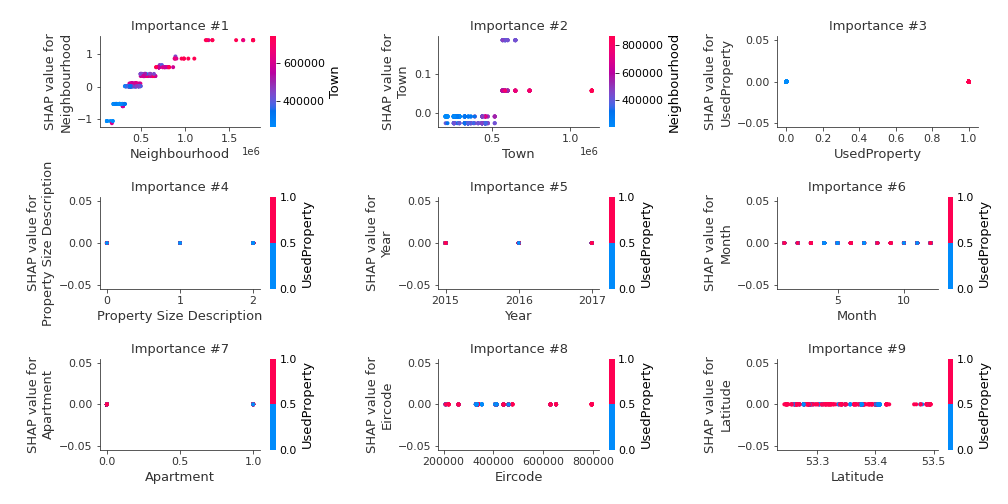 Importance #1
SHAP value for
Neighbourhood
1
0
−1
0.5
1.0
1.5
1e6
Neighbourhood
600000
400000
Town
Importance #2
SHAP value for
Town
0.1
0.0
0.5
1.0
1e6
Town
800000
600000
400000
Neighbourhood
Importance #3
SHAP value for
UsedProperty
0.05
0.00
−0.05
0.0 0.2 0.4 0.6 0.8 1.0
UsedProperty
Importance #4
SHAP value for
Property Size Description
0.05
0.00
−0.05
0 1 2
Property Size Description
1.0
0.5
0.0
UsedProperty
Importance #5
SHAP value for
Year
0.05
0.00
−0.05
2015 2016 2017
Year
1.0
0.5
0.0
UsedProperty
Importance #6
SHAP value for
Month
0.05
0.00
−0.05
5 10
Month
1.0
0.5
0.0
UsedProperty
Importance #7
SHAP value for
Apartment
0.05
0.00
−0.05
0.0 0.5 1.0
Apartment
1.0
0.5
0.0
UsedProperty
Importance #8
SHAP value for
Eircode
0.05
0.00
−0.05
200000 400000 600000 800000
Eircode
1.0
0.5
0.0
UsedProperty
Importance #9
SHAP value for
Latitude
0.05
0.00
−0.05
53.3 53.4 53.5
Latitude
1.0
0.5
0.0
UsedProperty